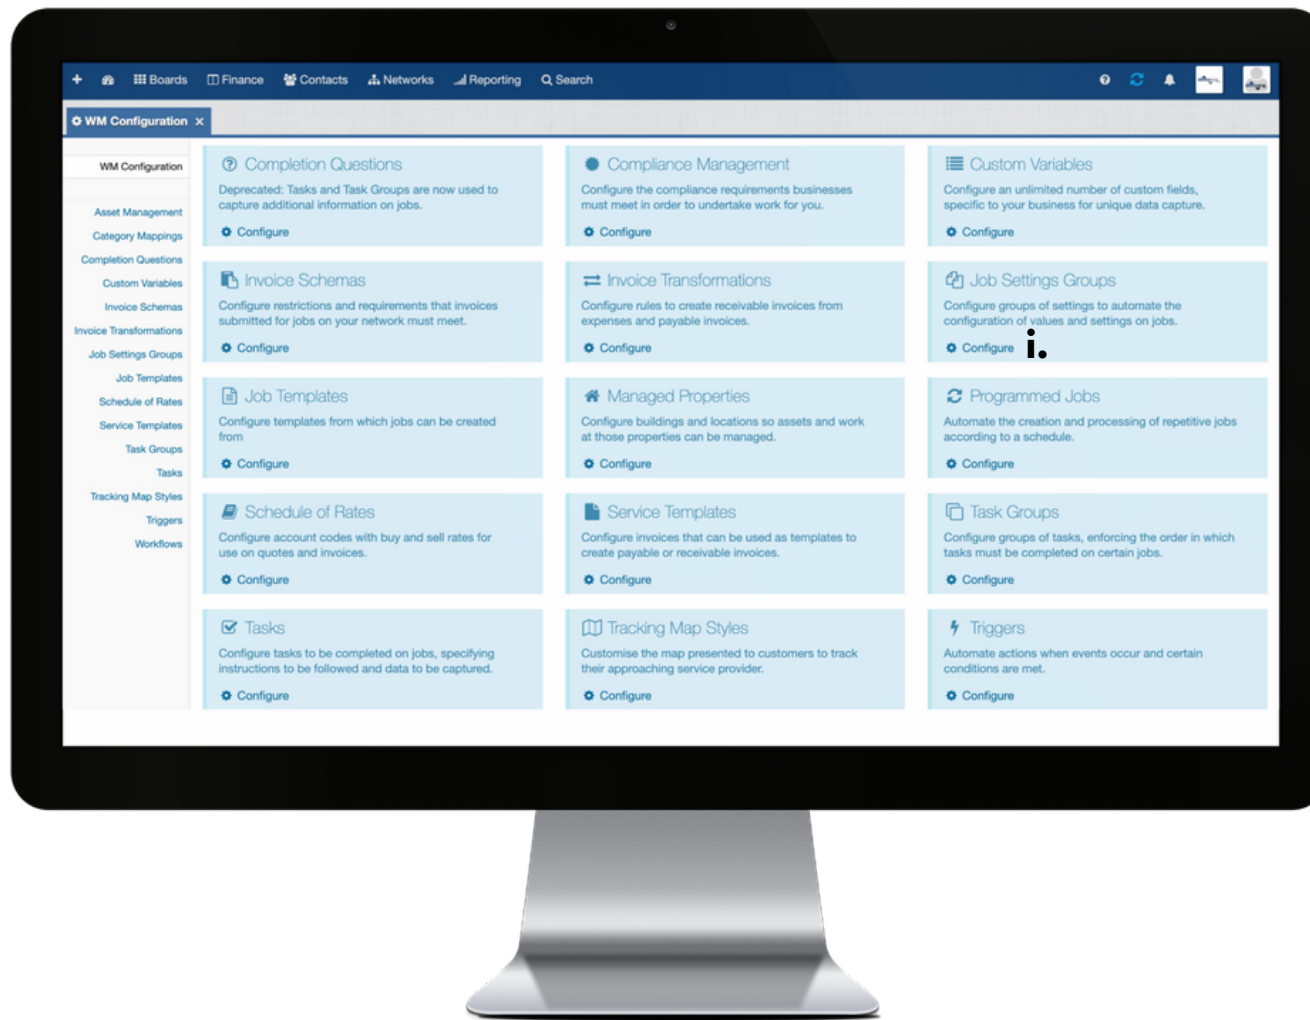 Boards Finance Contacts Networks Reporting Search
WM Configuration ×
WM Configuration
Asset Management
Category Mappings
Completion Questions
Custom Variables
Invoice Schemas
Invoice Transformations
Job Settings Groups
Job Templates
Schedule of Rates
Service Templates
Task Groups
Tasks
Tracking Map Styles
Triggers
Workflows
Completion Questions
Deprecated: Tasks and Task Groups are now used to
capture additional information on jobs.
Configure
Compliance Management
Configure the compliance requirements businesses
must meet in order to undertake work for you.
Configure
Custom Variables
Configure an unlimited number of custom fields,
specific to your business for unique data capture.
Configure
Invoice Schemas
Configure restrictions and requirements that invoices
submitted for jobs on your network must meet.
Configure
Invoice Transformations
Configure rules to create receivable invoices from
expenses and payable invoices.
Configure
Job Settings Groups
Configure groups of settings to automate the
configuration of values and settings on jobs.
Configure i.
Job Templates
Configure templates from which jobs can be created
from
Configure
Managed Properties
Configure buildings and locations so assets and work
at those properties can be managed.
Configure
Programmed Jobs
Automate the creation and processing of repetitive jobs
according to a schedule.
Configure
Schedule of Rates
Configure account codes with buy and sell rates for
use on quotes and invoices.
Configure
Service Templates
Configure invoices that can be used as templates to
create payable or receivable invoices.
Configure
Task Groups
Configure groups of tasks, enforcing the order in which
tasks must be completed on certain jobs.
Configure
Tasks
Configure tasks to be completed on jobs, specifying
instructions to be followed and data to be captured.
Configure
Tracking Map Styles
Customise the map presented to customers to track
their approaching service provider.
Configure
Triggers
Automate actions when events occur and certain
conditions are met.
Configure